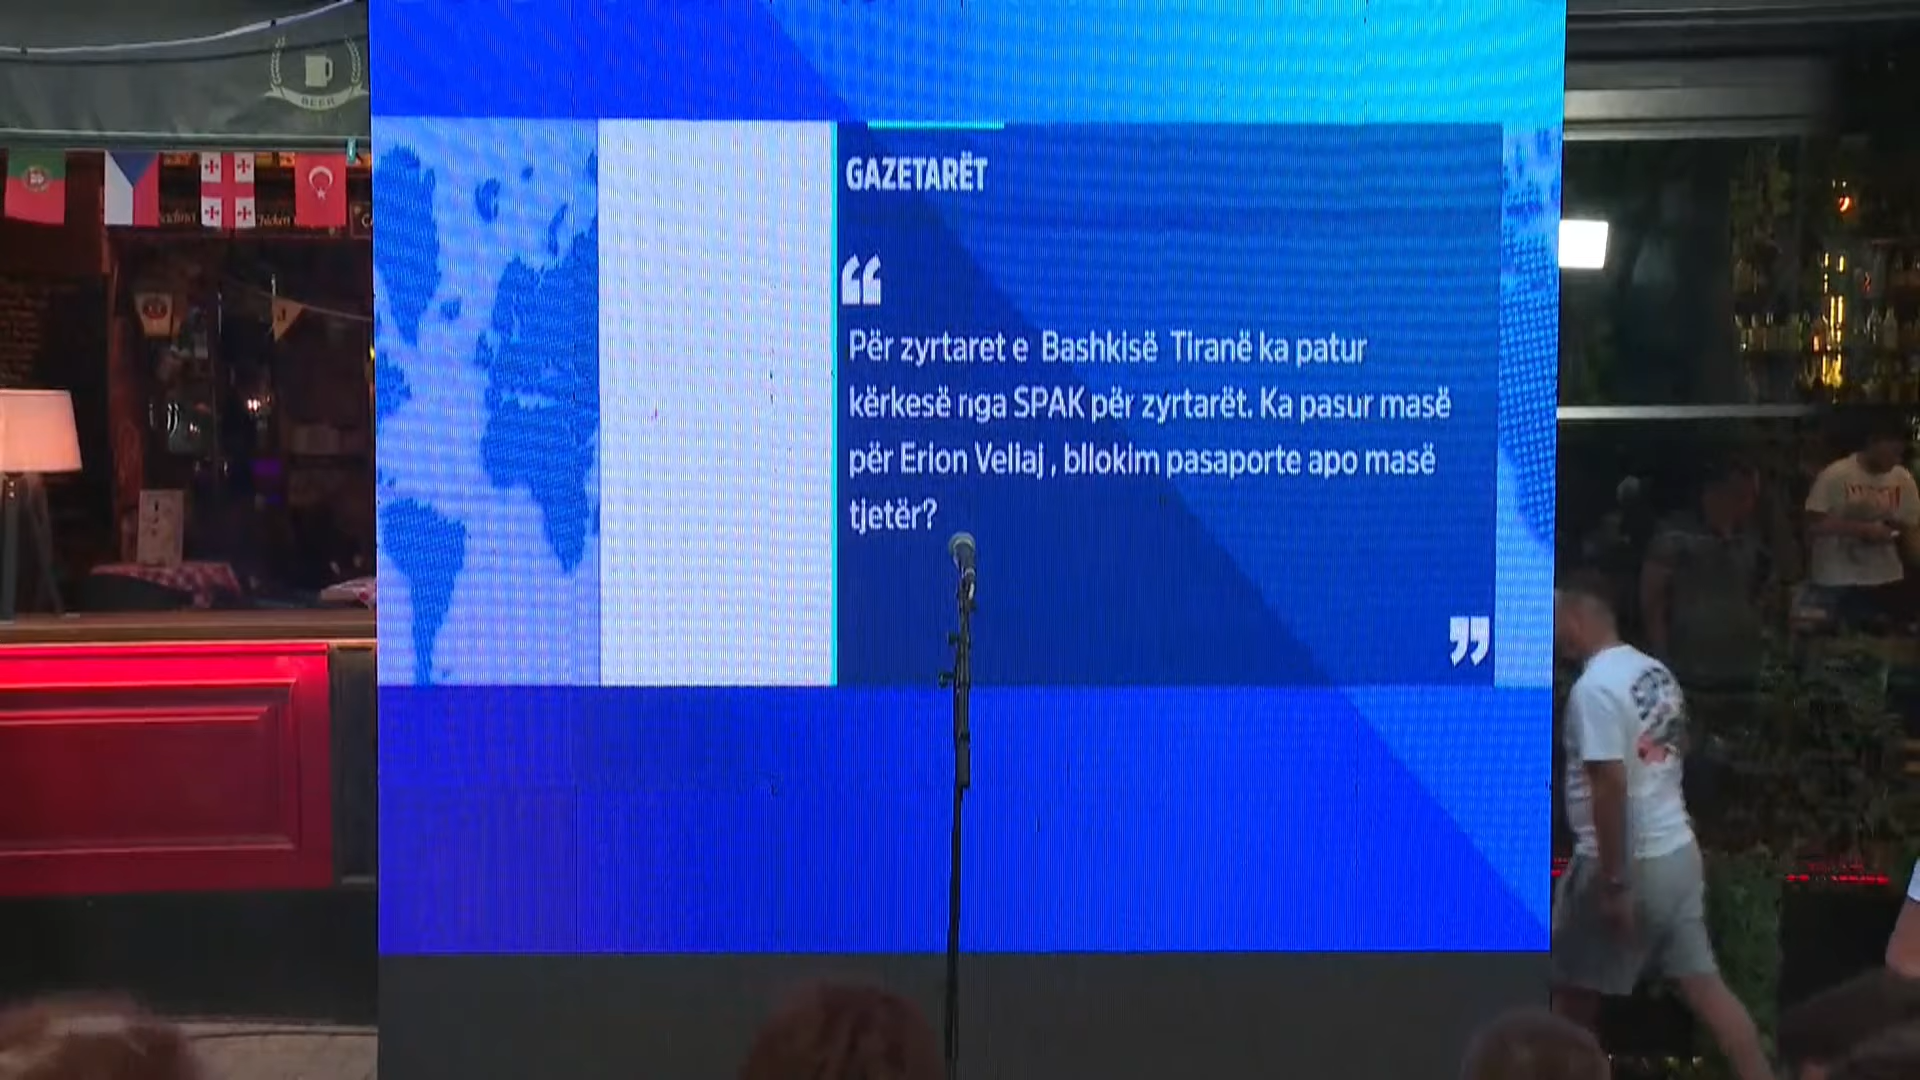 BEER
GAZETARËT
“
Për zyrtaret e Bashkisë Tiranë ka patur
kërkesë nga SPAK për zyrtarët. Ka pasur masë
për Erion Veliaj , bllokim pasaporte apo masë
tjetër?
”